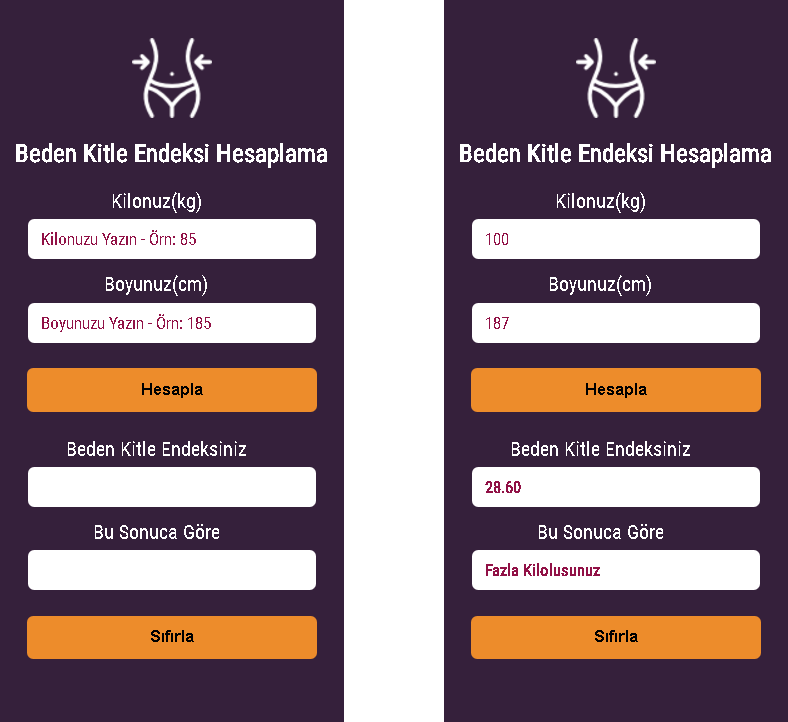 Beden Kitle Endeksi Hesaplama
Kilonuz(kg)
Kilonuzu Yazın - Örn: 85
Boyunuz(cm)
Boyunuzu Yazın - Örn: 185
Hesapla
Beden Kitle Endeksiniz
Bu Sonuca Göre
Sıfırla
Beden Kitle Endeksi Hesaplama
Kilonuz(kg)
100
Boyunuz(cm)
187
Hesapla
Beden Kitle Endeksiniz
28.60
Bu Sonuca Göre
Fazla Kilolusunuz
Sıfırla